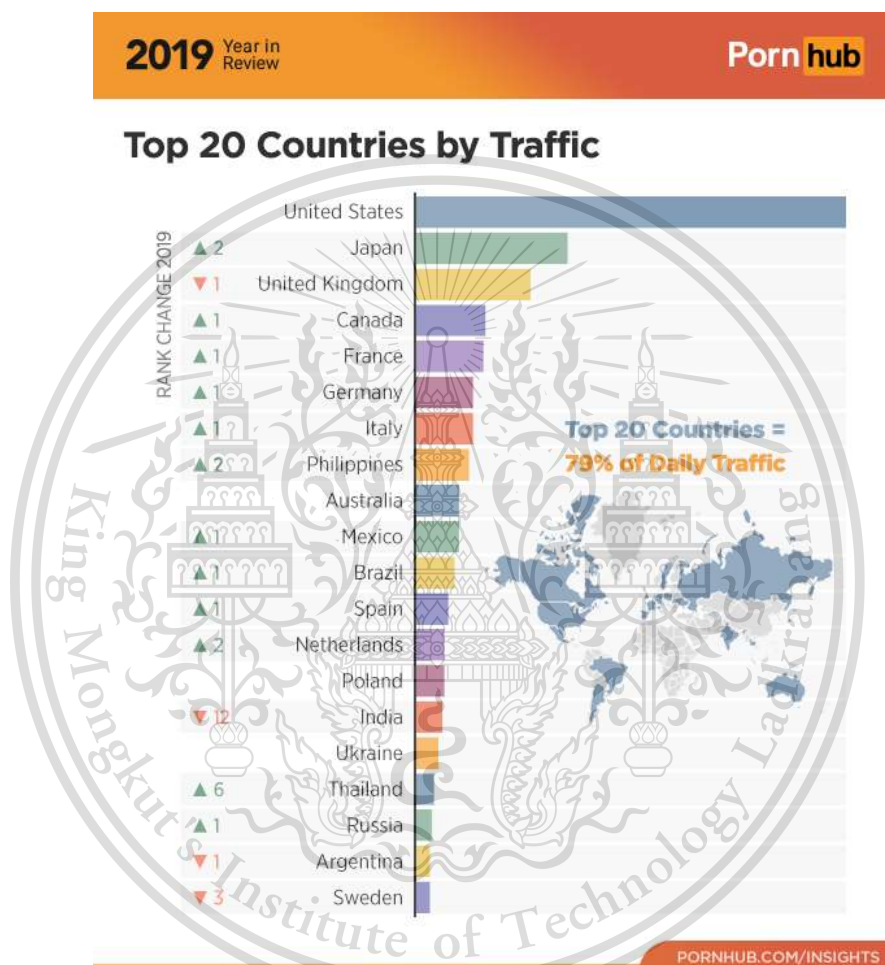 2019 Year in Review
Pornhub
Top 20 Countries by Traffic
RANK CHANGE 2019
United States
▲ 2 Japan
▼ 1 United Kingdom
▲ 1 Canada
▲ 1 France
▲ 1 Germany
▲ 1 Italy
▲ 2 Philippines
Australia
▲ 1 Mexico
▲ 1 Brazil
▲ 1 Spain
▲ 2 Netherlands
Poland
▼ 12 India
Ukraine
▲ 6 Thailand
▲ 1 Russia
▼ 1 Argentina
▼ 3 Sweden
Top 20 Countries =
79% of Daily Traffic
King Mongkut's Institute of Technology Ladkrabang
PORNHUB.COM/INSIGHTS